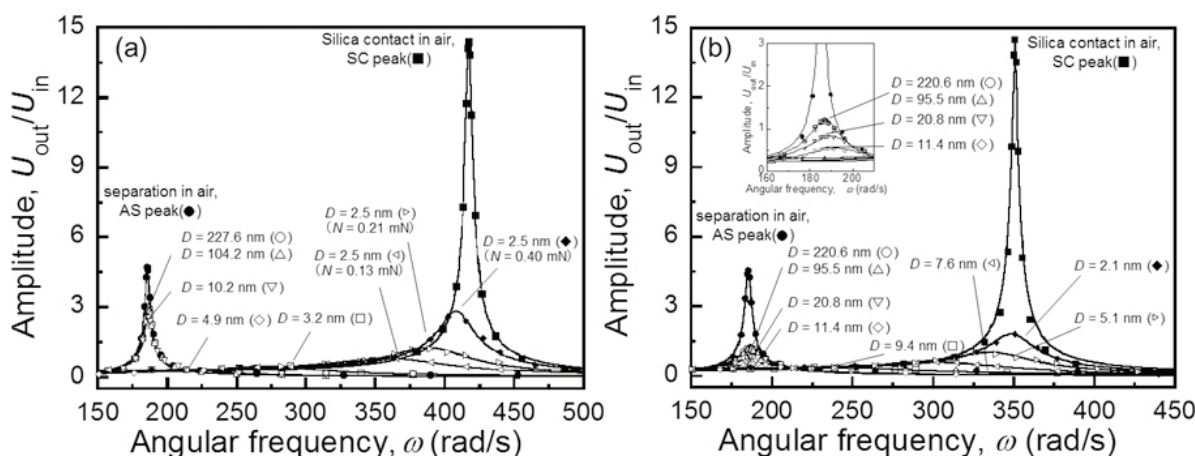 (a)
Silica contact in air,
SC peak(■)
separation in air,
AS peak(●)
D = 227.6 nm (○)
D = 104.2 nm (△)
D = 10.2 nm (▽)
D = 4.9 nm (◇)
D = 3.2 nm (□)
D = 2.5 nm (▷)
(N = 0.21 mN)
D = 2.5 nm (◁)
(N = 0.13 mN)
D = 2.5 nm (◆)
(N = 0.40 mN)
Amplitude, Uout/Uin
15
12
9
6
3
0
150 200 250 300 350 400 450 500
Angular frequency, ω (rad/s)
(b)
Silica contact in air,
SC peak(■)
Amplitude, Uout/Uin
3
2
1
0
160 180 200
Angular frequency, ω (rad/s)
D = 220.6 nm (○)
D = 95.5 nm (△)
D = 20.8 nm (▽)
D = 11.4 nm (◇)
separation in air,
AS peak(●)
D = 220.6 nm (○)
D = 95.5 nm (△)
D = 20.8 nm (▽)
D = 11.4 nm (◇)
D = 9.4 nm (□)
D = 7.6 nm (◁)
D = 2.1 nm (◆)
D = 5.1 nm (▷)
Amplitude, Uout/Uin
15
12
9
6
3
0
150 200 250 300 350 400 450
Angular frequency, ω (rad/s)